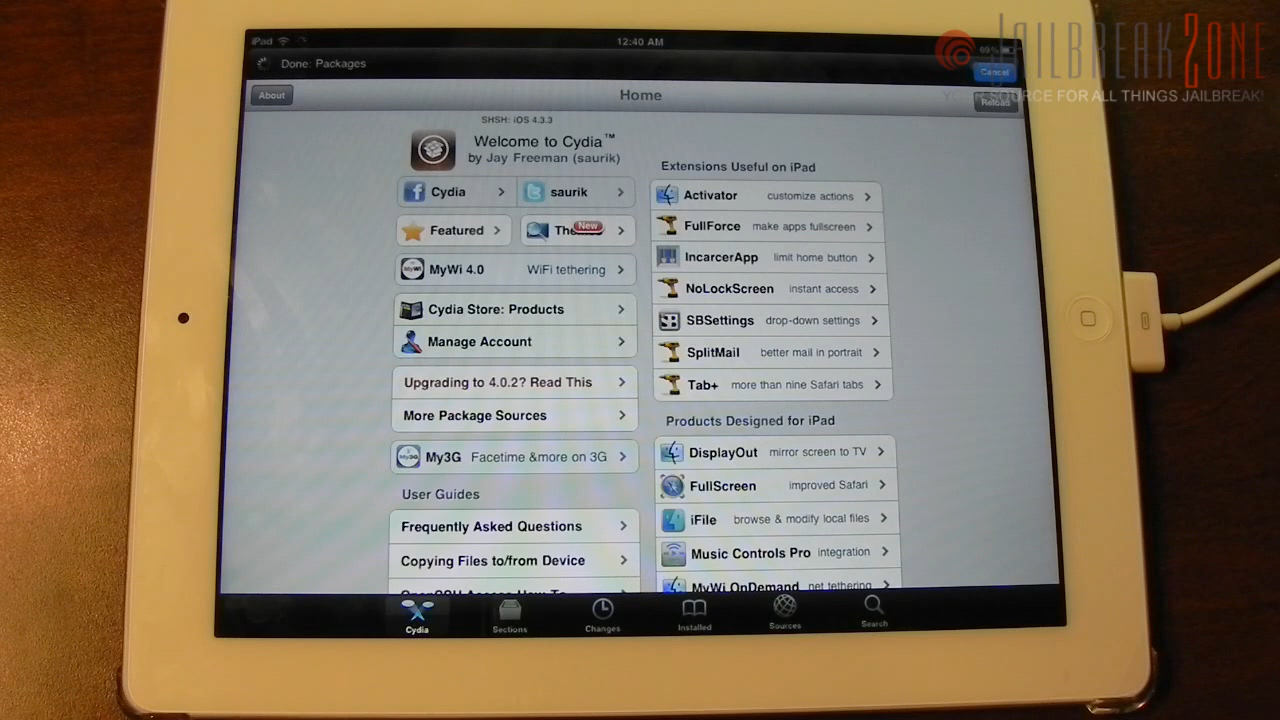 iPad
12:40 AM
69%
Done: Packages
Cancel
JAILBREAK ZONE
SOURCE FOR ALL THINGS JAILBREAK!
About
Home
Reload
SHSH: iOS 4.3.3
Welcome to Cydia™
by Jay Freeman (saurik)
Cydia
saurik
Featured
New
MyWi 4.0 WiFi tethering
Cydia Store: Products
Manage Account
Upgrading to 4.0.2? Read This
More Package Sources
My3G Facetime &more on 3G
User Guides
Frequently Asked Questions
Copying Files to/from Device
Extensions Useful on iPad
Activator customize actions
FullForce make apps fullscreen
IncarcerApp limit home button
NoLockScreen instant access
SBSettings drop-down settings
SplitMail better mail in portrait
Tab+ more than nine Safari tabs
Products Designed for iPad
DisplayOut mirror screen to TV
FullScreen improved Safari
iFile browse & modify local files
Music Controls Pro integration
MyWi OnDemand net tethering
Cydia
Sections
Changes
Installed
Sources
Search